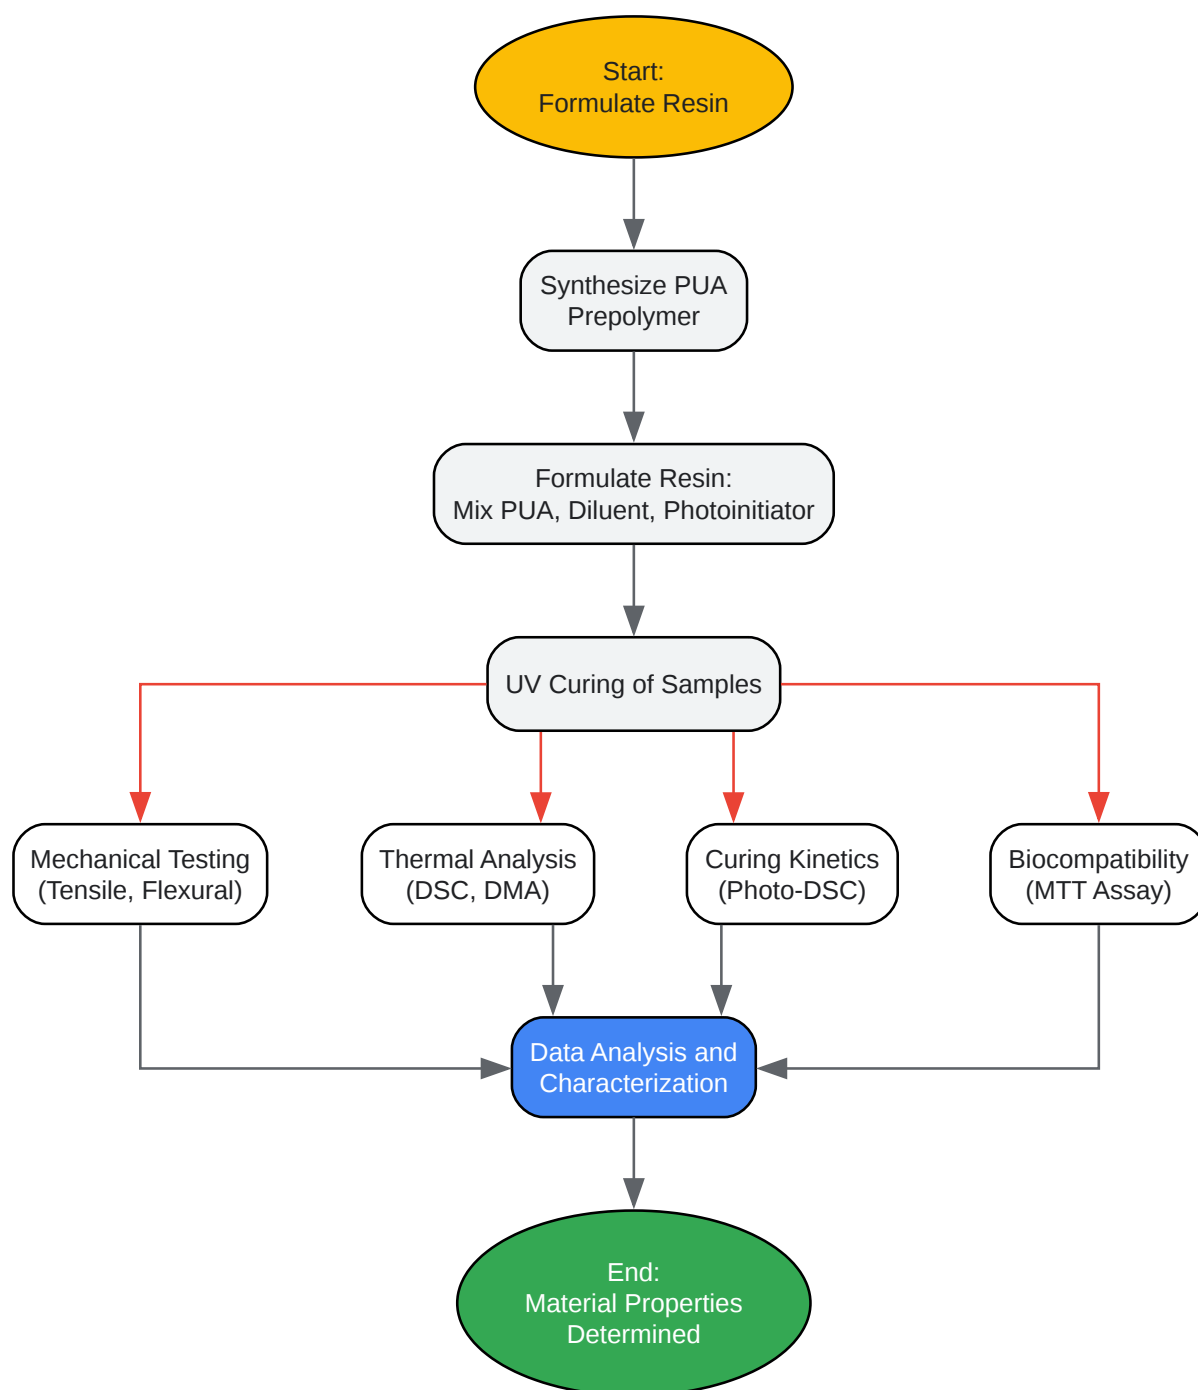 Start:
Formulate Resin
Synthesize PUA
Prepolymer
Formulate Resin:
Mix PUA, Diluent, Photoinitiator
UV Curing of Samples
Mechanical Testing
(Tensile, Flexural)
Thermal Analysis
(DSC, DMA)
Curing Kinetics
(Photo-DSC)
Biocompatibility
(MTT Assay)
Data Analysis and
Characterization
End:
Material Properties
Determined